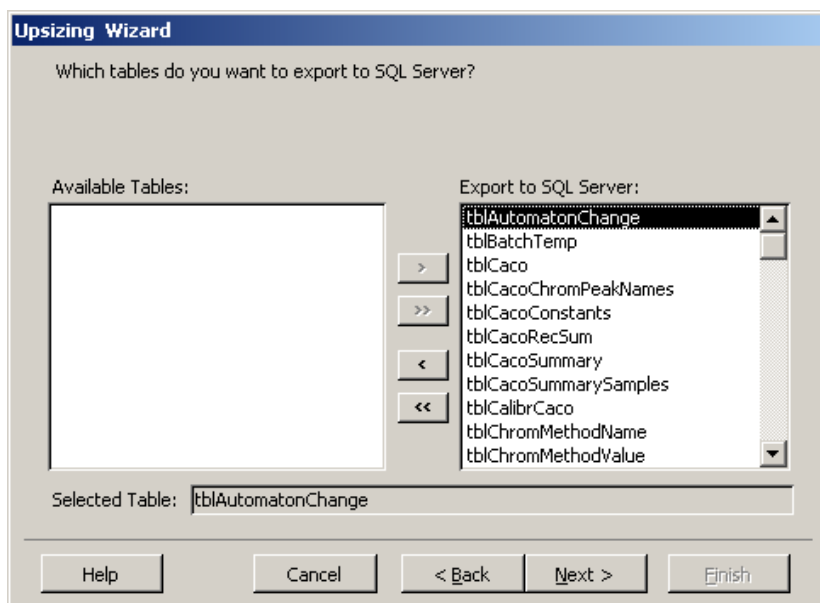 Upsizing Wizard
Which tables do you want to export to SQL Server?
Available Tables:
Export to SQL Server:
tblAutomatonChange
tblBatchTemp
tblCaco
tblCacoChromPeakNames
tblCacoConstants
tblCacoRecSum
tblCacoSummary
tblCacoSummarySamples
tblCalibrCaco
tblChromMethodName
tblChromMethodValue
>
>>
<
<<
Selected Table: tblAutomatonChange
Help Cancel < Back Next > Finish